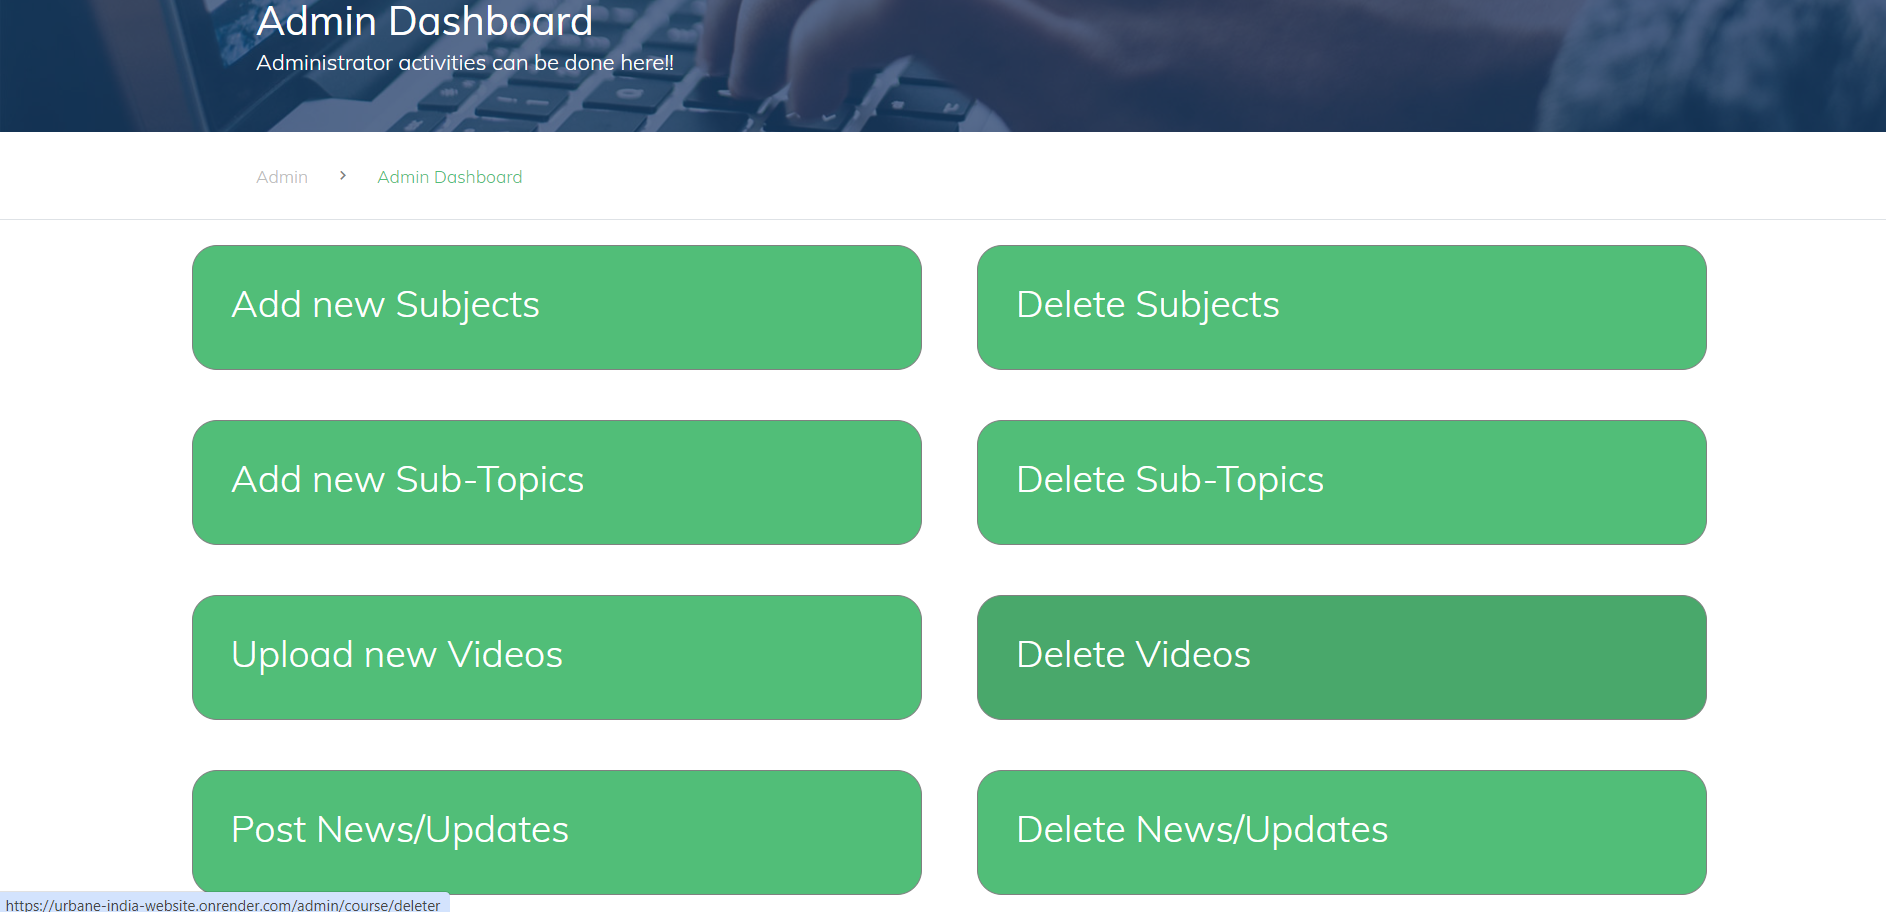 Admin Dashboard
Administrator activities can be done here!!
Admin > Admin Dashboard
Add new Subjects
Delete Subjects
Add new Sub-Topics
Delete Sub-Topics
Upload new Videos
Delete Videos
Post News/Updates
Delete News/Updates
https://urbane-india-website.onrender.com/admin/course/deleter